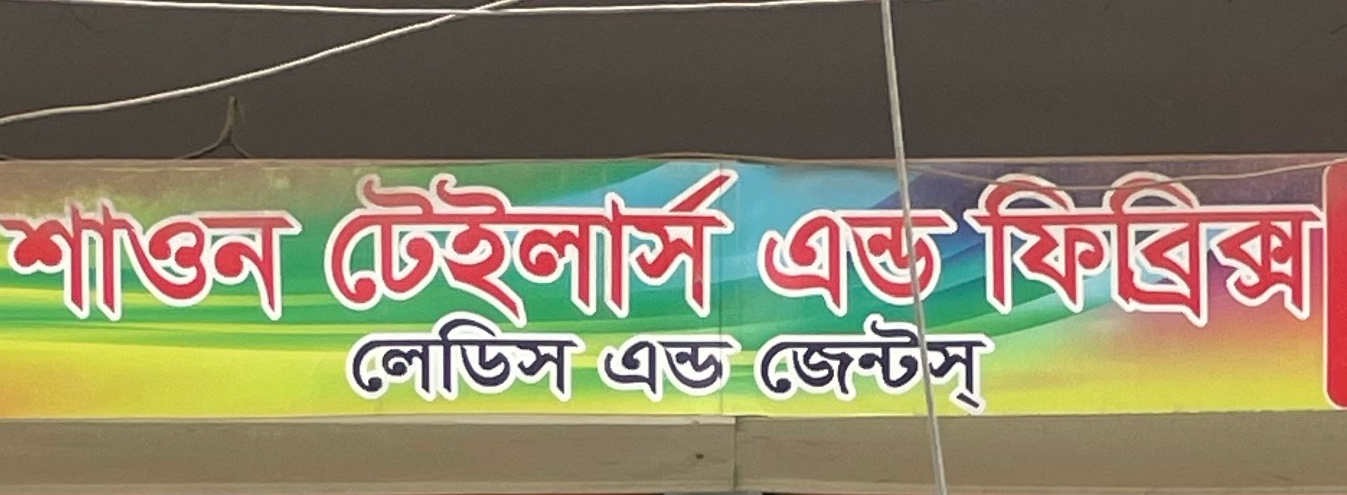 শাওন টেইলার্স এন্ড ফিব্রিক্স
লেডিস এন্ড জেন্টস্